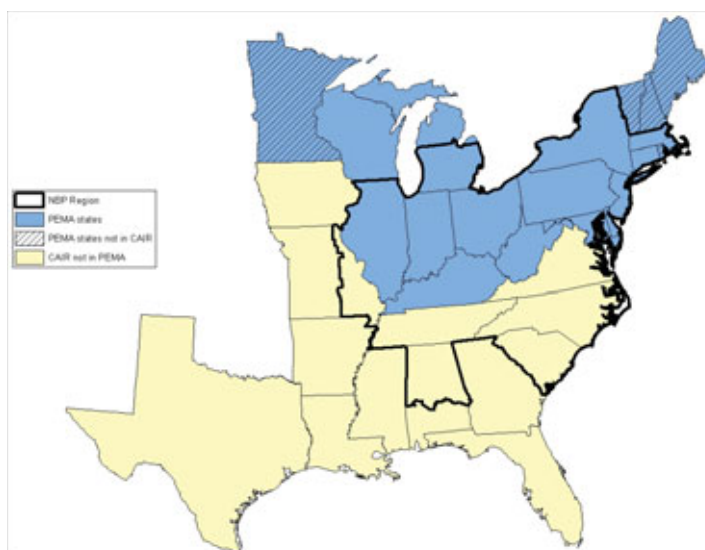 NBP Region
PEMA states
PEMA states not in CAIR
CAIR not in PEMA